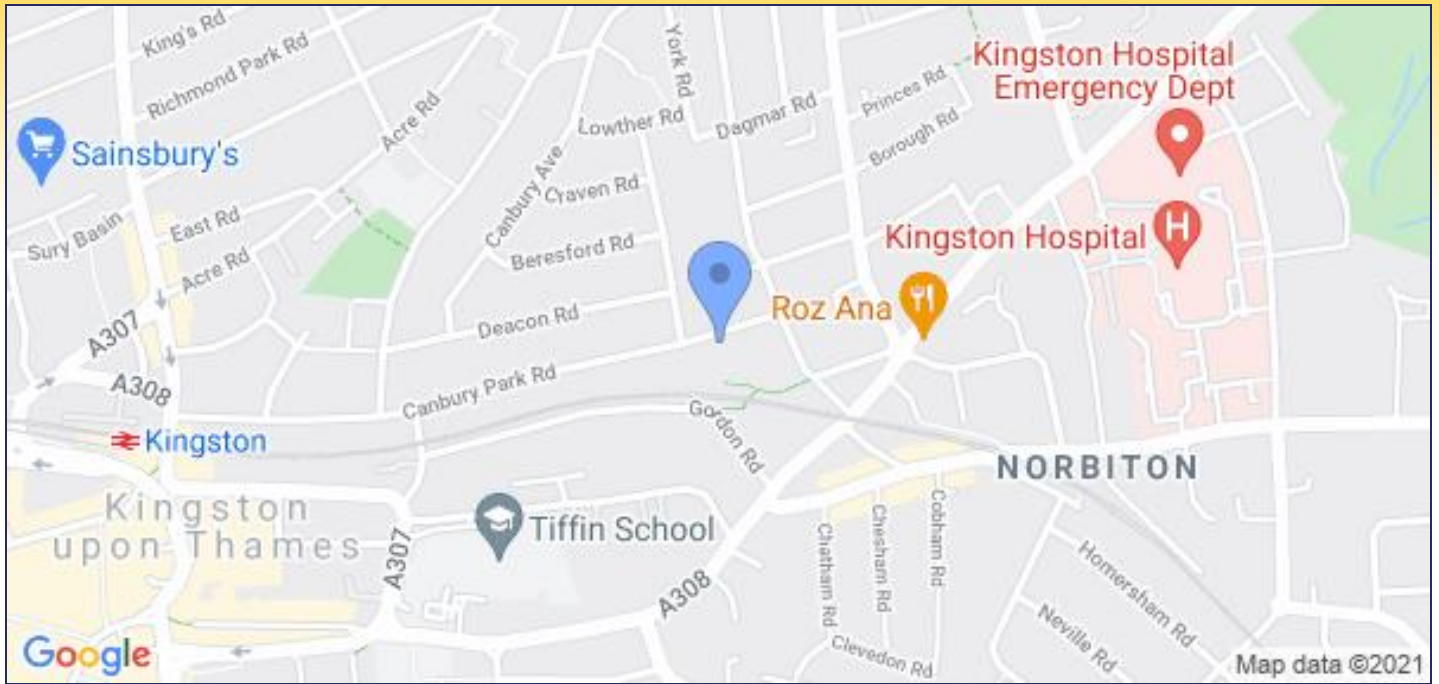 King's Rd
Richmond Park Rd
York Rd
Kingston Hospital
Emergency Dept
Princes Rd
Dagmar Rd
Lowther Rd
Acre Rd
Borough Rd
Sainsbury's
Canbury Ave
Craven Rd
East Rd
Sury Basin
Beresford Rd
Kingston Hospital
H
Acre Rd
Roz Ana
Deacon Rd
A307
A308
Canbury Park Rd
Gordon Rd
Kingston
NORBITON
Kingston
upon Thames
Tiffin School
A307
Chatham Rd
Chesham Rd
Cobham Rd
Homersham Rd
A308
Neville Rd
Clevedon Rd
Google
Map data ©2021